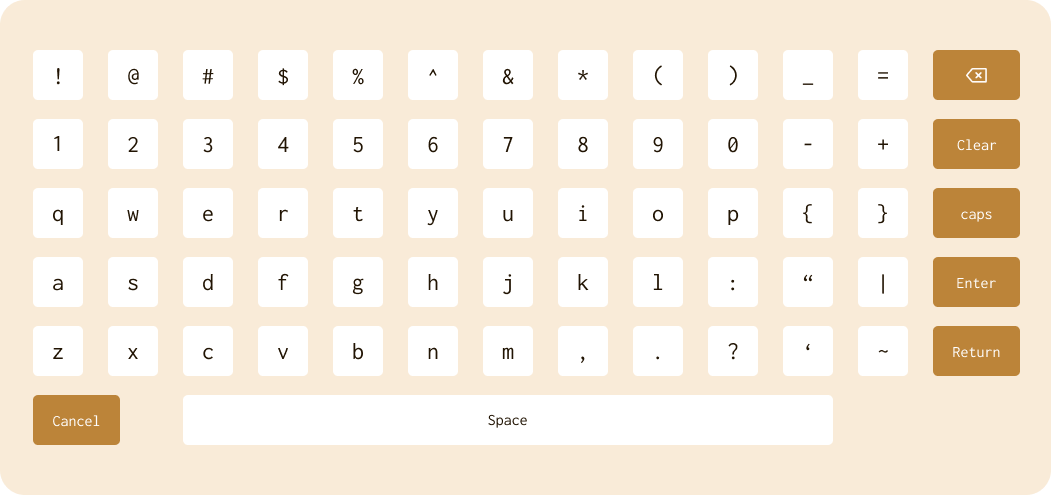 ! @ # $ % ^ & * ( ) _ =
1 2 3 4 5 6 7 8 9 0 - + Clear
q w e r t y u i o p { } caps
a s d f g h j k l : “ | Enter
z x c v b n m , . ? ‘ ~ Return
Cancel Space